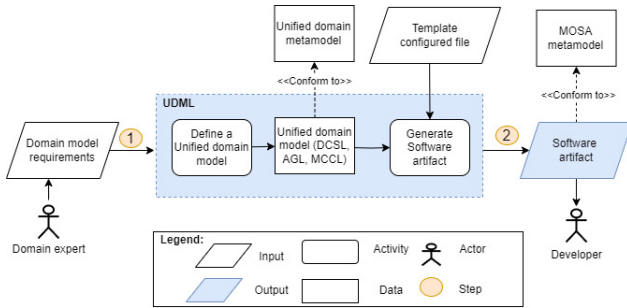 Unified domain
metamodel
Template
configured file
MOSA
metamodel
<<Conform to>>
<<Conform to>>
UDML
1
2
Domain model
requirements
Define a
Unified domain
model
Unified domain
model (DCSL,
AGL, MCCL)
Generate
Software
artifact
Software
artifact
Domain expert
Developer
Legend:
Input
Activity
Actor
Output
Data
Step